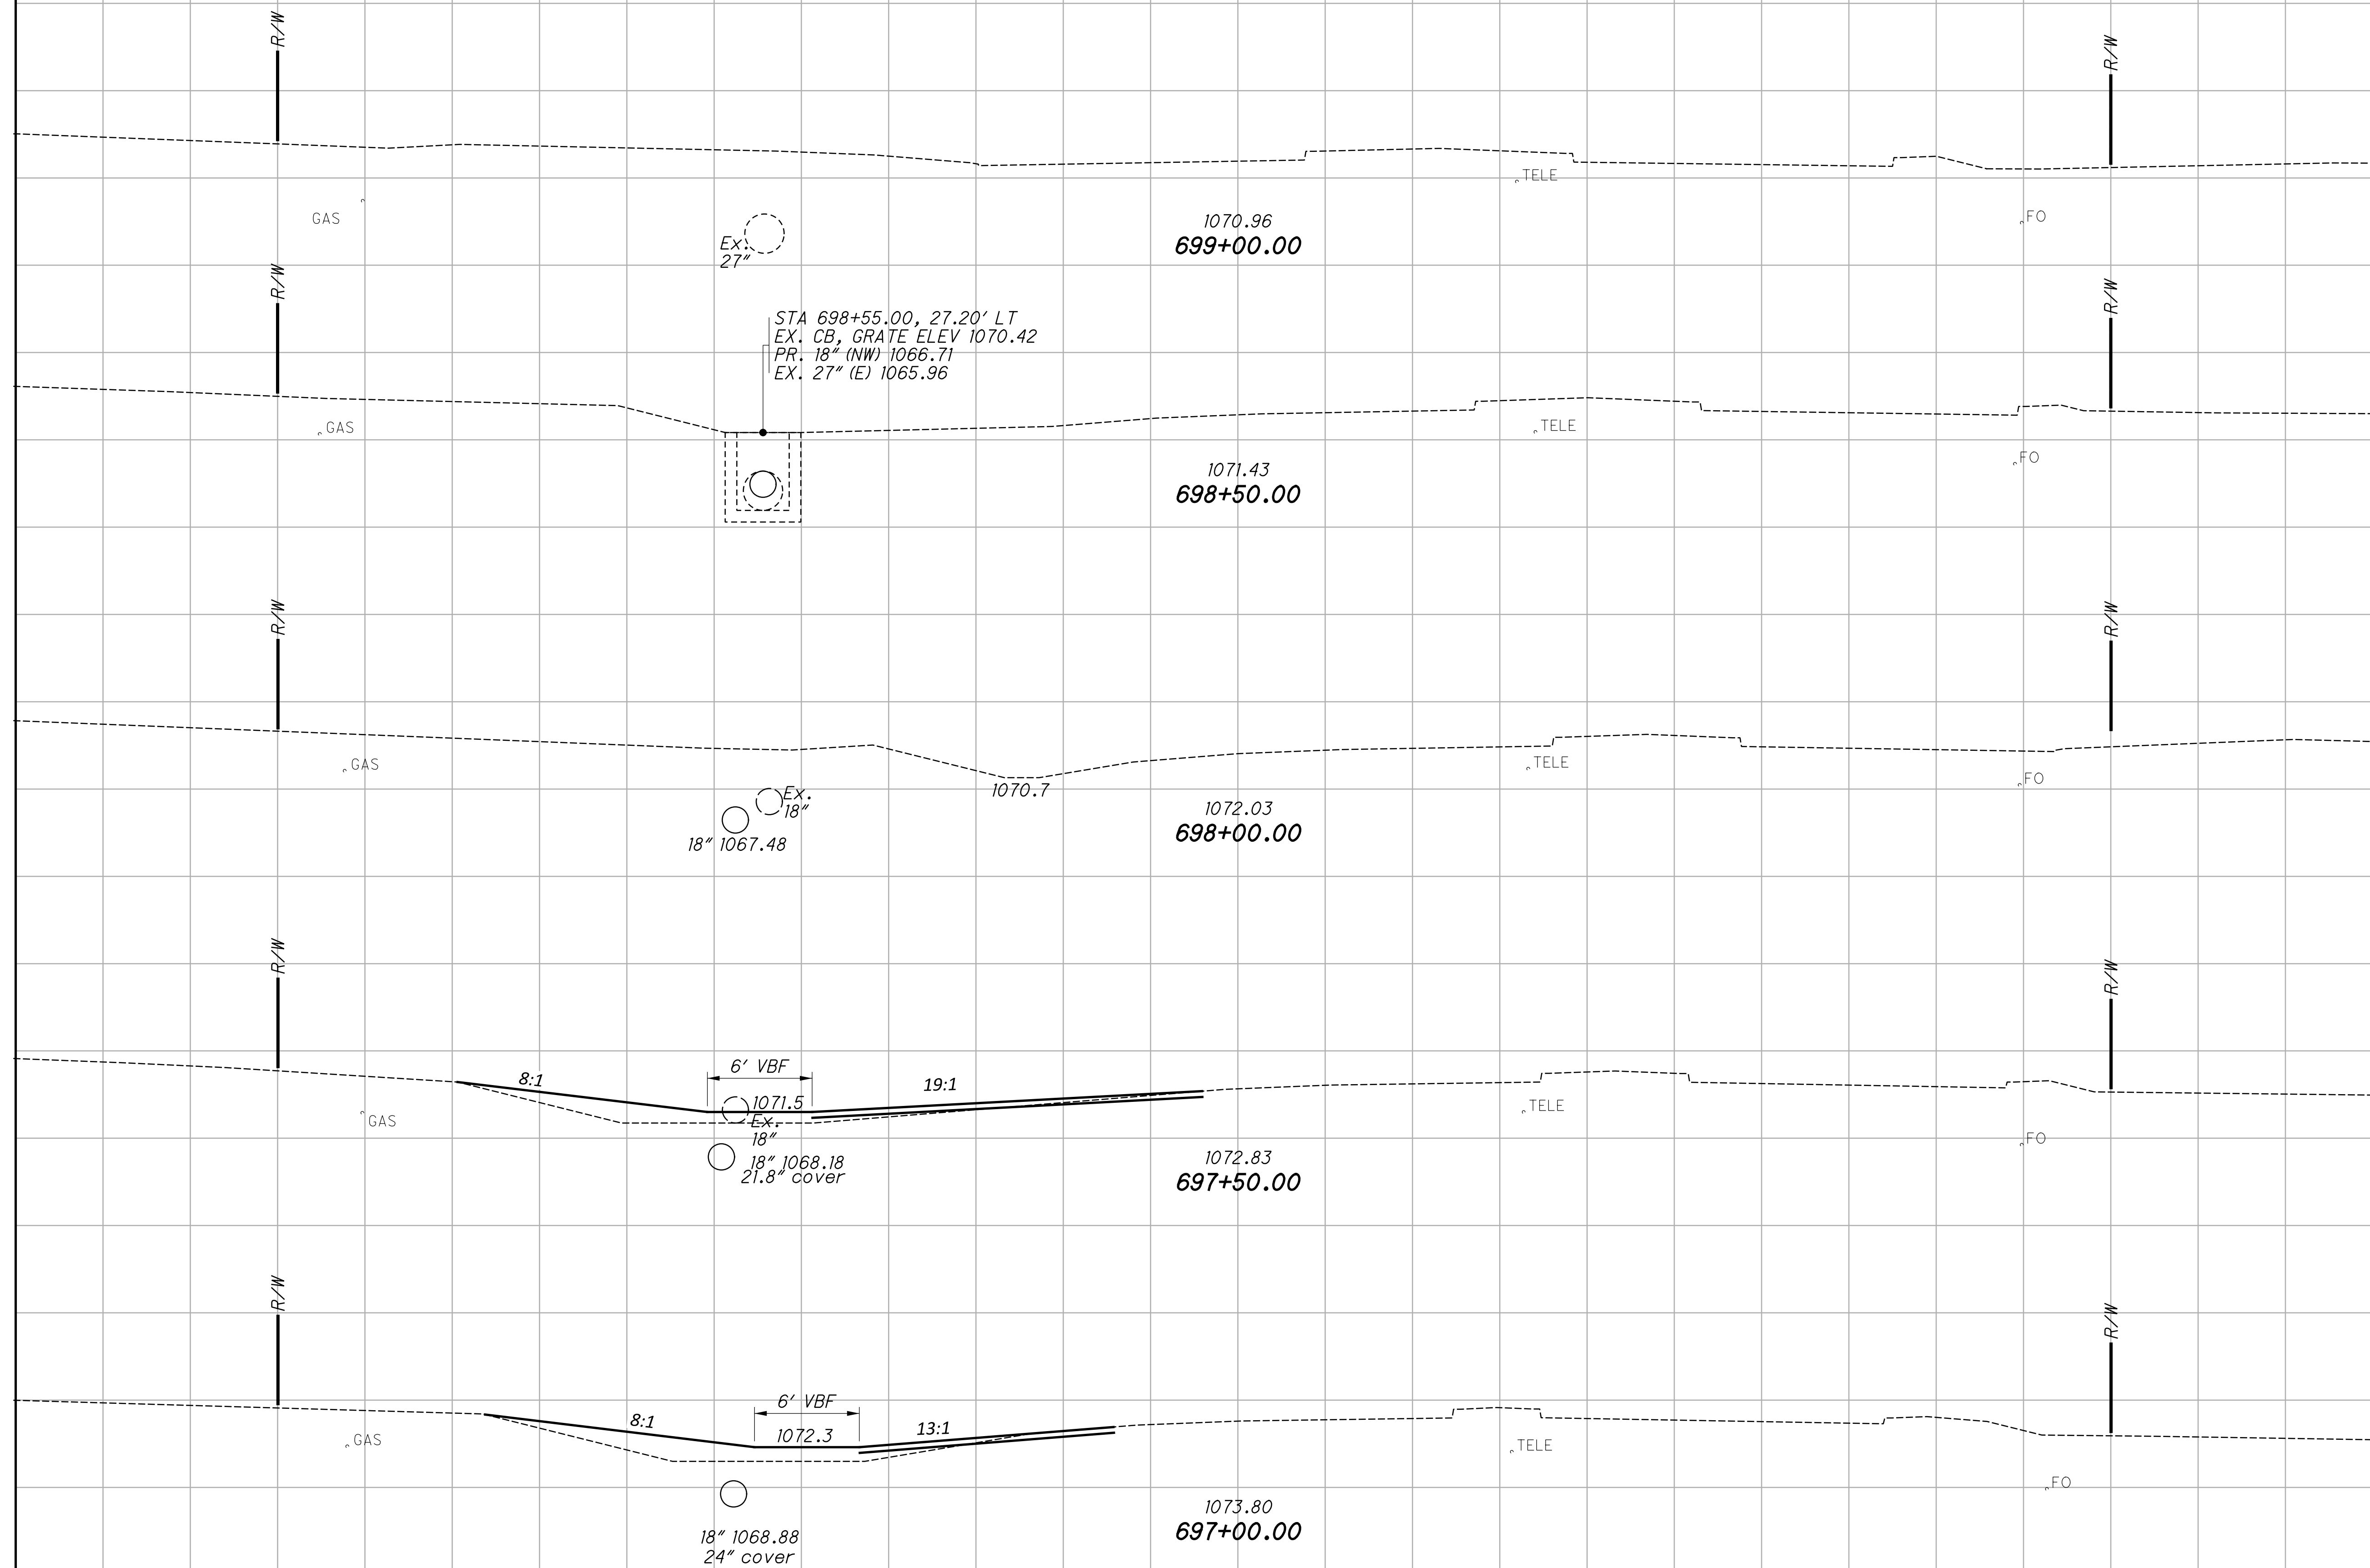 R/W
R/W
TELE
GAS
FO
Ex.
27"
1070.96
699+00.00
R/W
R/W
STA 698+55.00, 27.20' LT
EX. CB, GRATE ELEV 1070.42
PR. 18" (NW) 1066.71
EX. 27" (E) 1065.96
GAS
TELE
FO
1071.43
698+50.00
R/W
R/W
GAS
TELE
FO
1070.7
Ex.
18"
18" 1067.48
1072.03
698+00.00
R/W
R/W
6' VBF
8:1
19:1
1071.5
Ex.
18"
GAS
TELE
FO
18" 1068.18
21.8" cover
1072.83
697+50.00
R/W
R/W
6' VBF
8:1
13:1
1072.3
GAS
TELE
FO
18" 1068.88
24" cover
1073.80
697+00.00